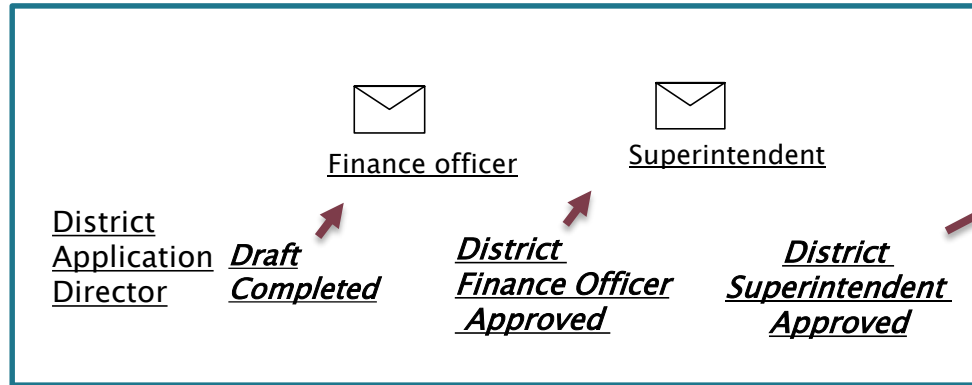 Finance officer
Superintendent
District
Application
Director
Draft
Completed
District
Finance Officer
Approved
District
Superintendent
Approved